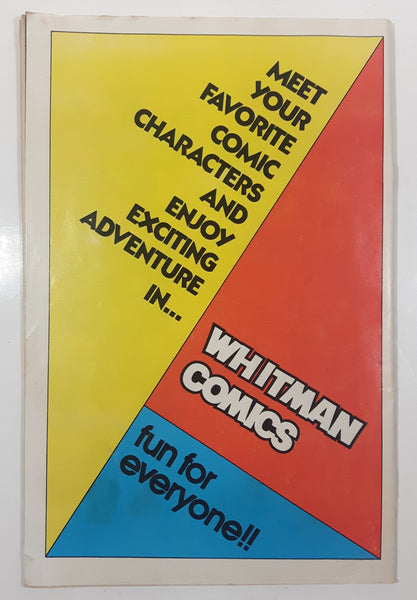 MEET
YOUR
FAVORITE
COMIC
CHARACTERS
AND
ENJOY
EXCITING
ADVENTURE
IN...
WHITMAN
COMICS
fun for
everyone!!